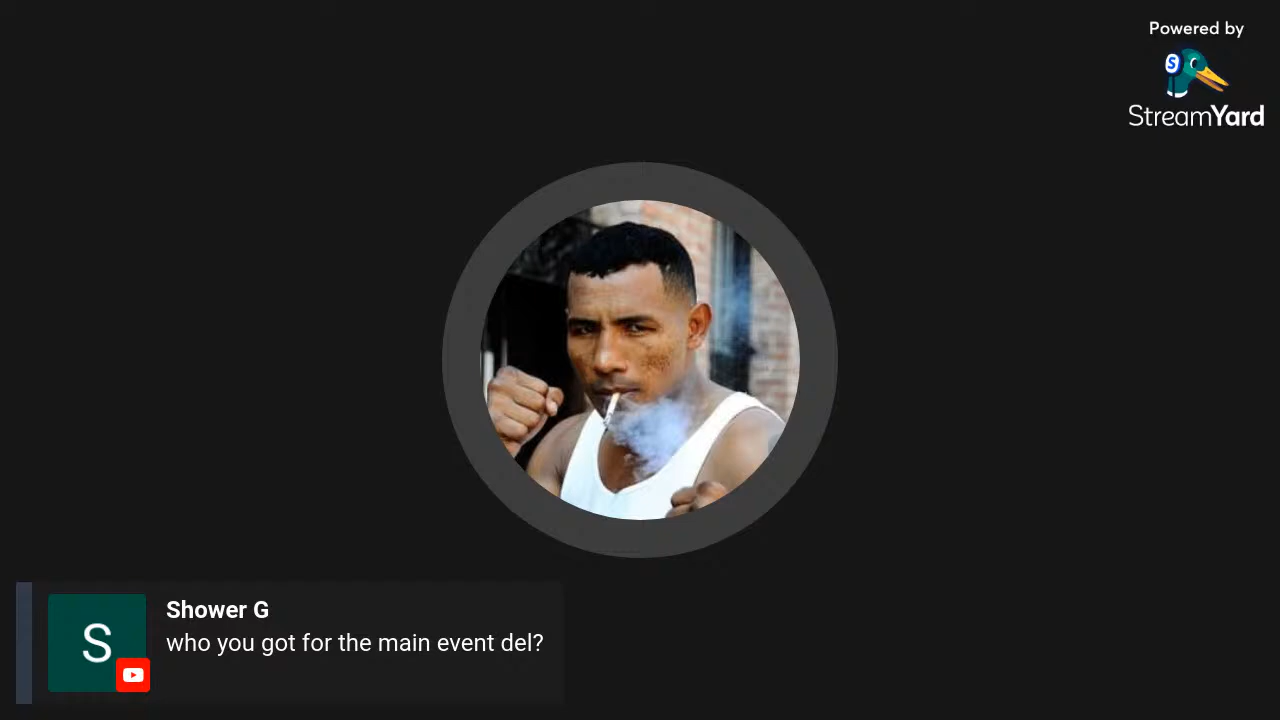 Powered by
S
StreamYard
Shower G
S
who you got for the main event del?